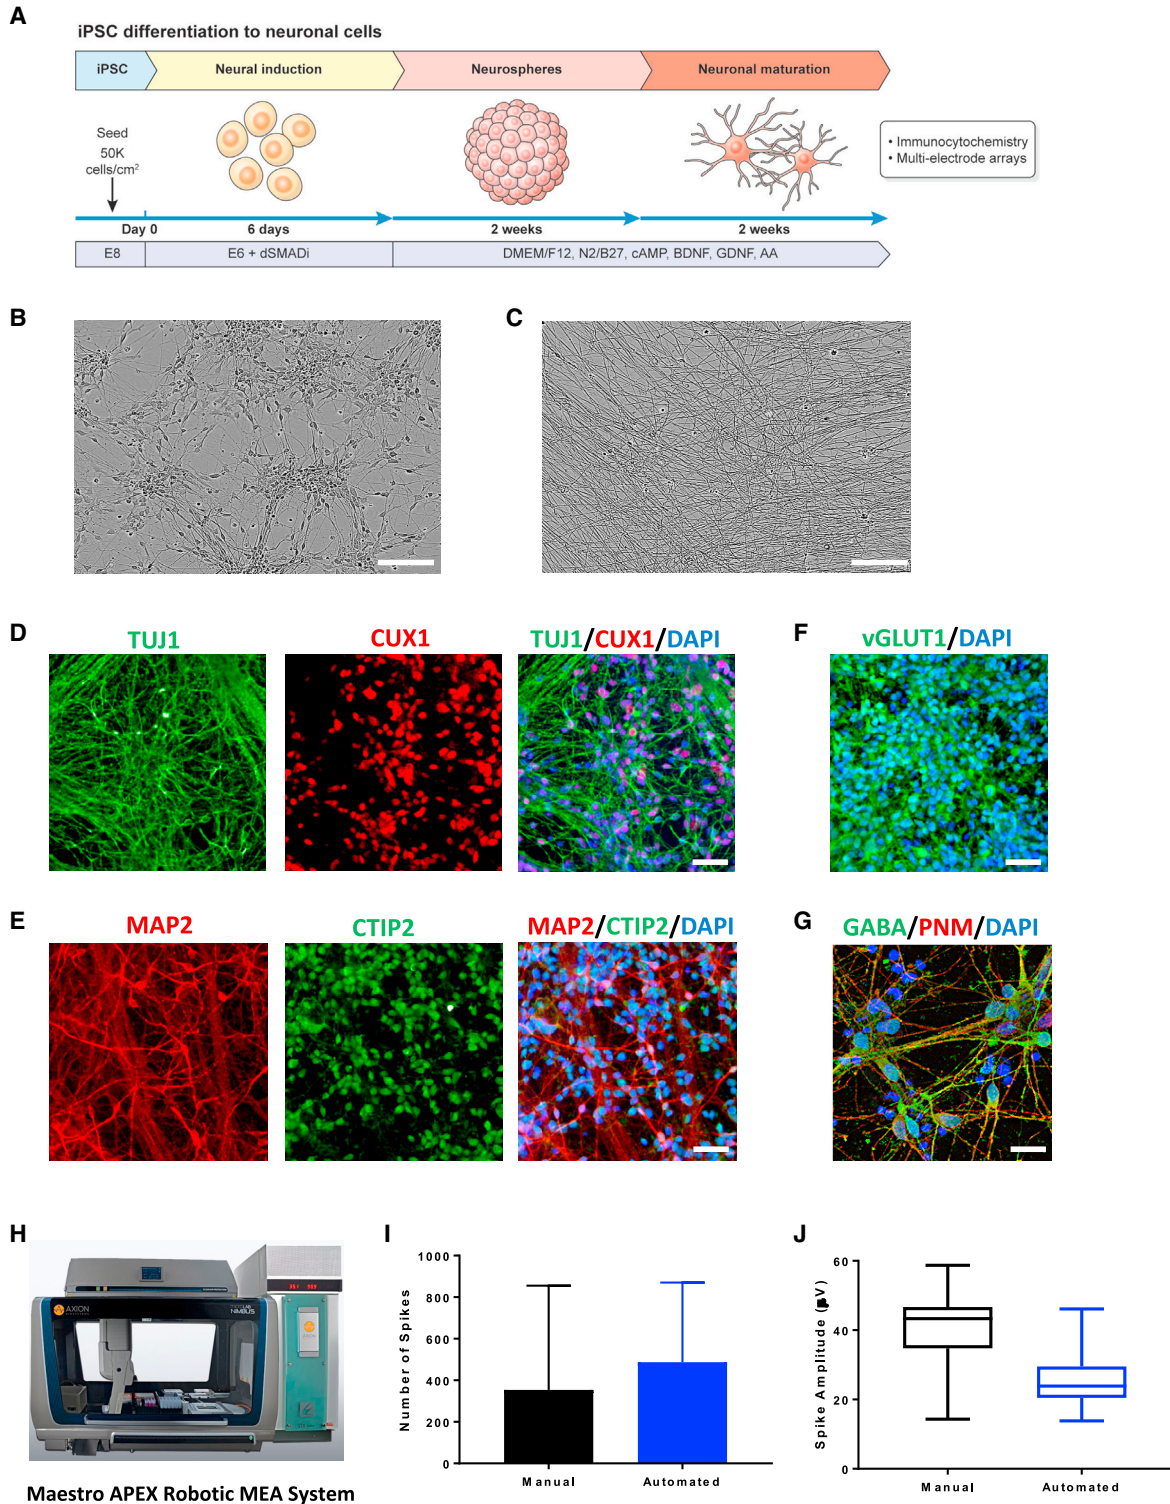 A
iPSC differentiation to neuronal cells
iPSC
Neural induction
Neurospheres
Neuronal maturation
Seed
50K
cells/cm²
• Immunocytochemistry
• Multi-electrode arrays
Day 0
6 days
2 weeks
2 weeks
E8
E6 + dSMADi
DMEM/F12, N2/B27, cAMP, BDNF, GDNF, AA
B
C
D
TUJ1
CUX1
TUJ1/CUX1/DAPI
F
vGLUT1/DAPI
E
MAP2
CTIP2
MAP2/CTIP2/DAPI
G
GABA/PNM/DAPI
H
AXION
NIMBUS
AXION
Maestro APEX Robotic MEA System
I
Number of Spikes
1000
800
600
400
200
0
Manual
Automated
J
Spike Amplitude (µV)
60
40
20
0
Manual
Automated